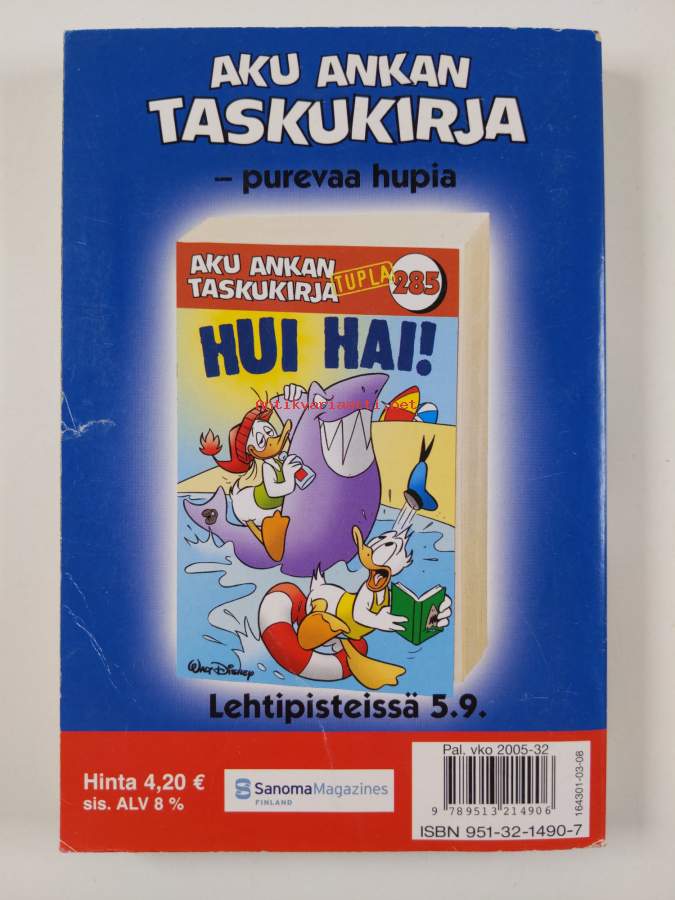 AKU ANKAN
TASKUKIRJA
– purevaa hupia
AKU ANKAN
TASKUKIRJA
TUPLA
285
HUI HAI!
Antikvariaatti.net
Walt Disney
Lehtipisteissä 5.9.
Hinta 4,20 €
sis. ALV 8 %
SanomaMagazines
FINLAND
Pal. vko 2005-32
9 789513 214906
ISBN 951-32-1490-7
164301-03-08